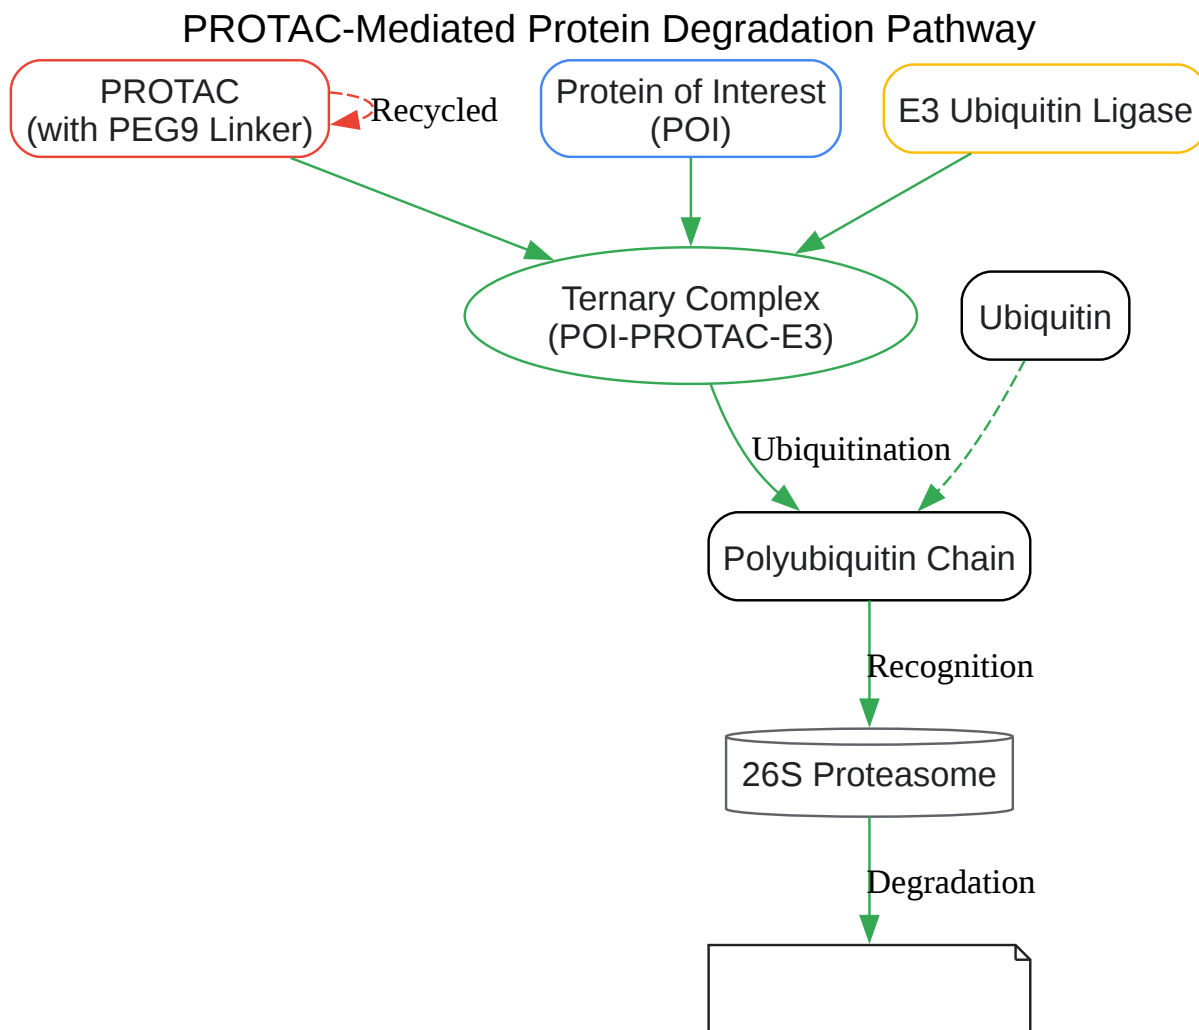 PROTAC-Mediated Protein Degradation Pathway
PROTAC
(with PEG9 Linker)
Recycled
Protein of Interest
(POI)
E3 Ubiquitin Ligase
Ternary Complex
(POI-PROTAC-E3)
Ubiquitin
Ubiquitination
Polyubiquitin Chain
Recognition
26S Proteasome
Degradation